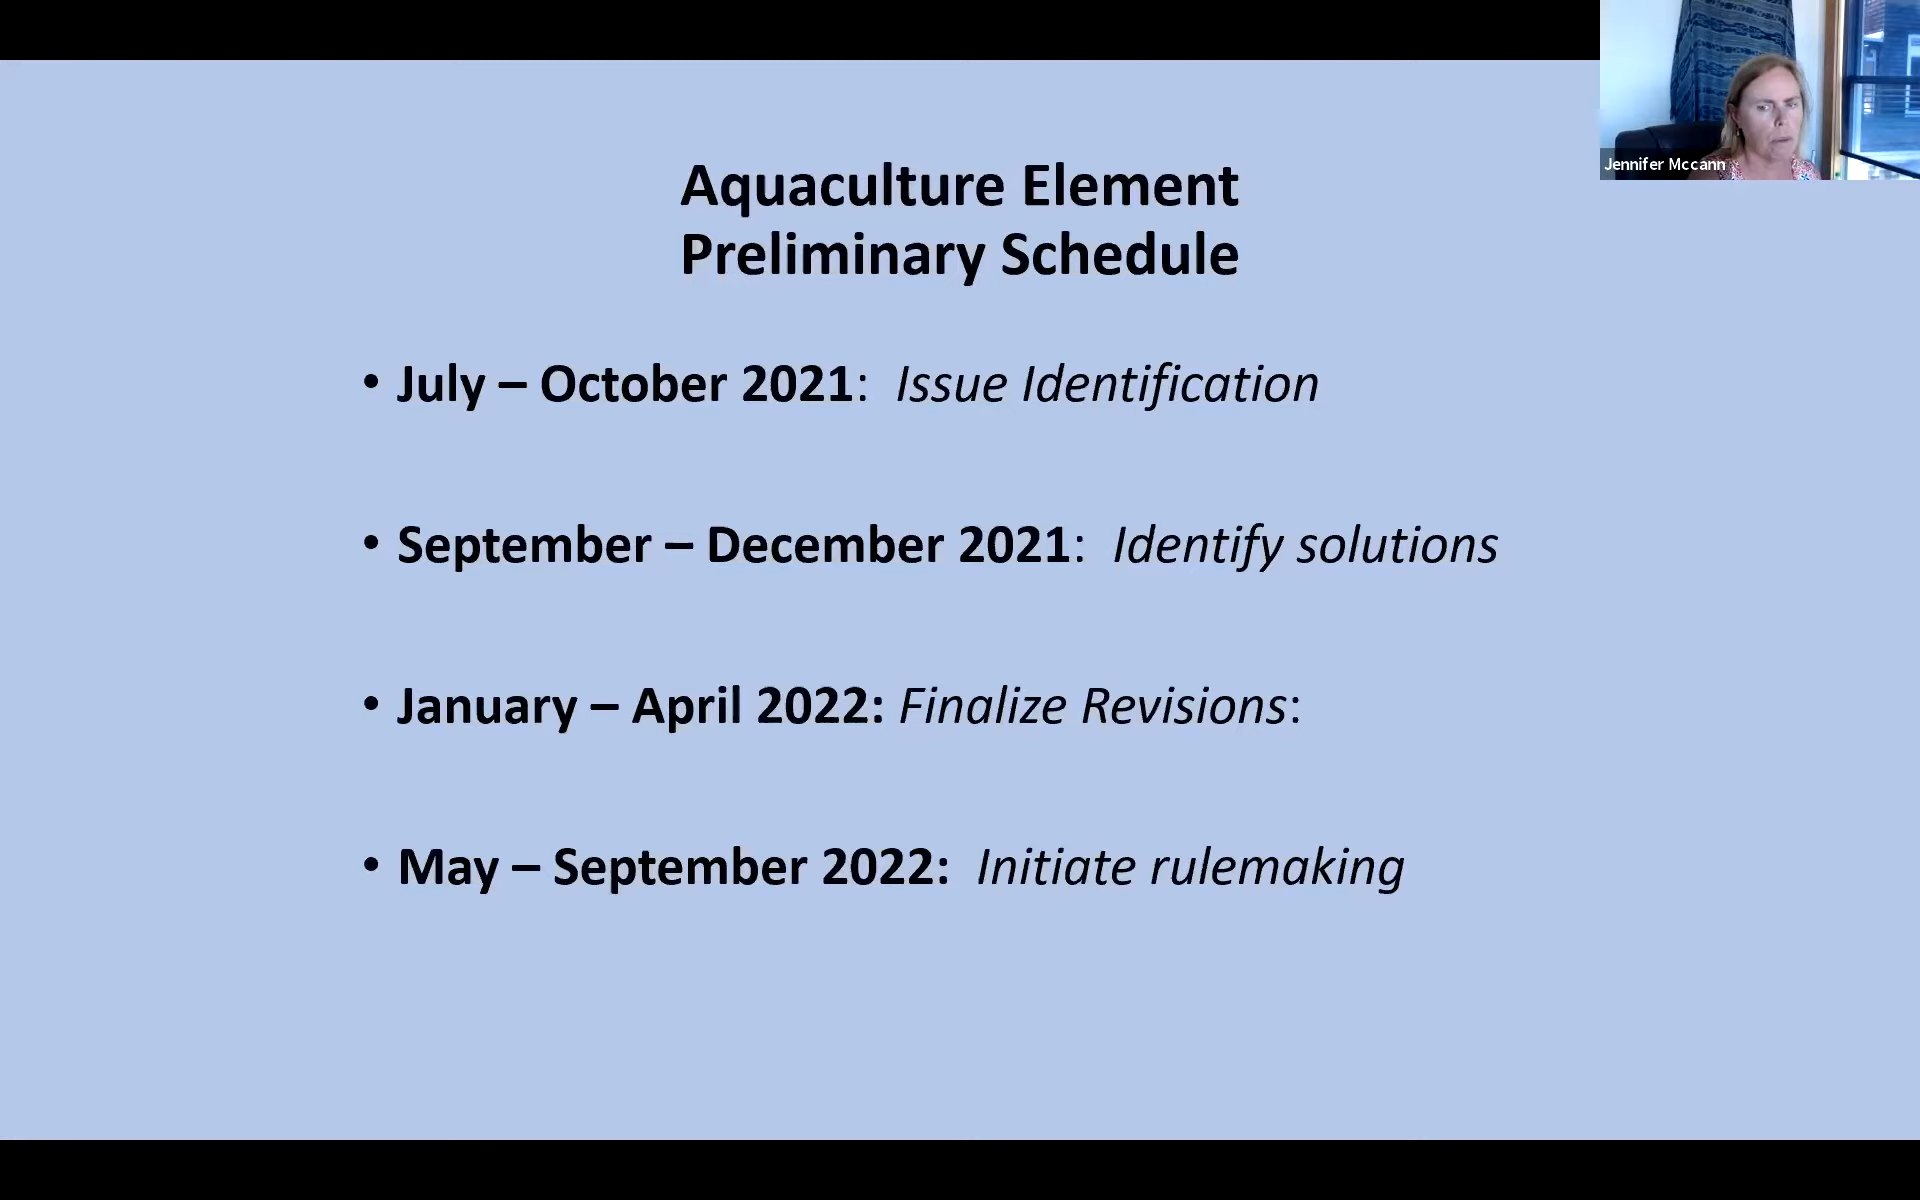 Jennifer Mccann
Aquaculture Element
Preliminary Schedule
• July – October 2021: Issue Identification
• September – December 2021: Identify solutions
• January – April 2022: Finalize Revisions:
• May – September 2022: Initiate rulemaking